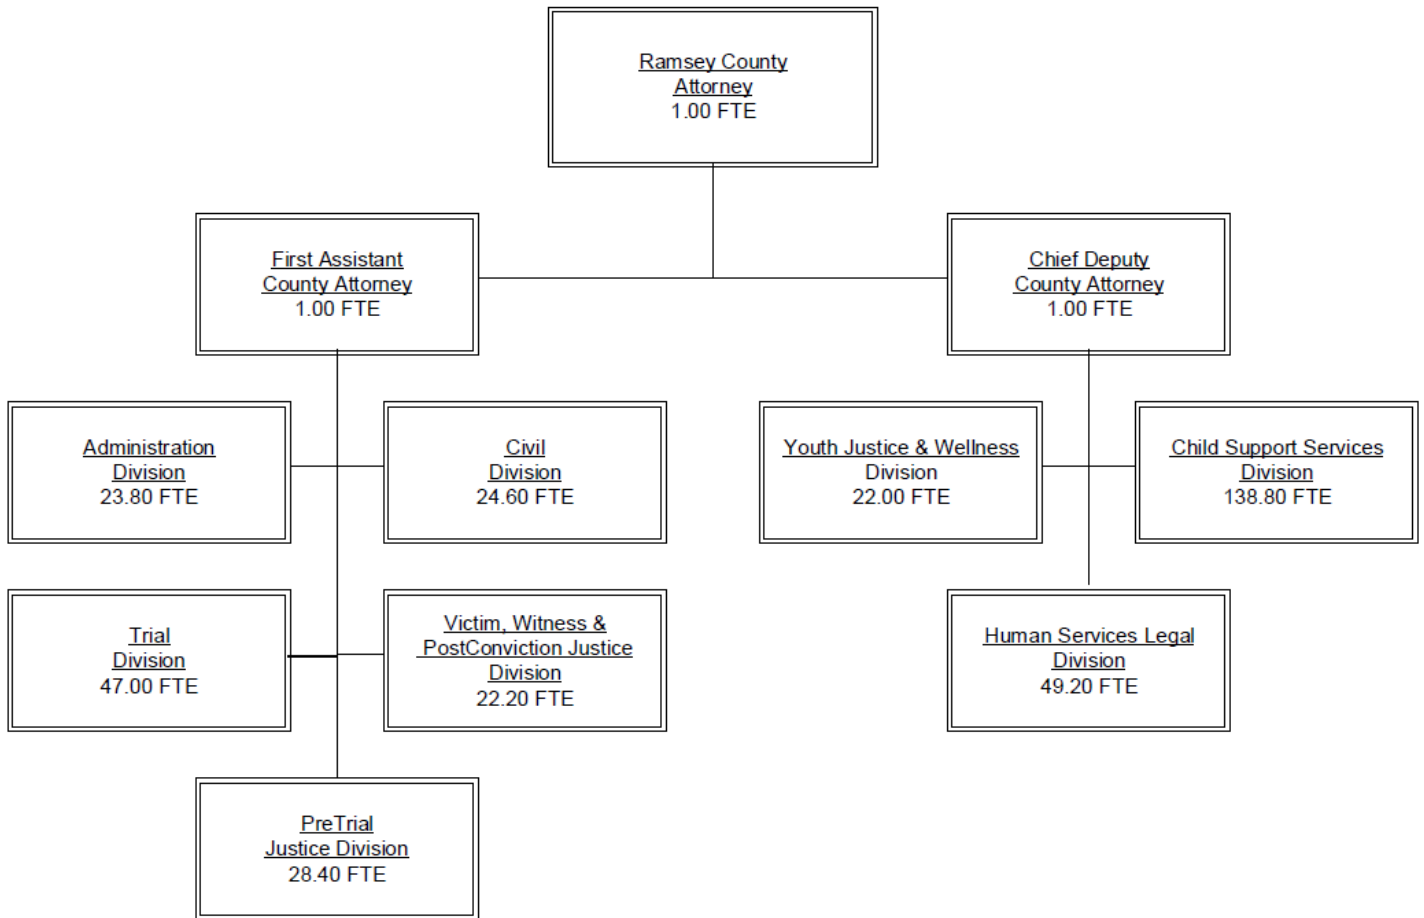 Ramsey County
Attorney
1.00 FTE
First Assistant
County Attorney
1.00 FTE
Chief Deputy
County Attorney
1.00 FTE
Administration
Division
23.80 FTE
Civil
Division
24.60 FTE
Youth Justice & Wellness
Division
22.00 FTE
Child Support Services
Division
138.80 FTE
Trial
Division
47.00 FTE
Victim, Witness &
PostConviction Justice
Division
22.20 FTE
Human Services Legal
Division
49.20 FTE
PreTrial
Justice Division
28.40 FTE